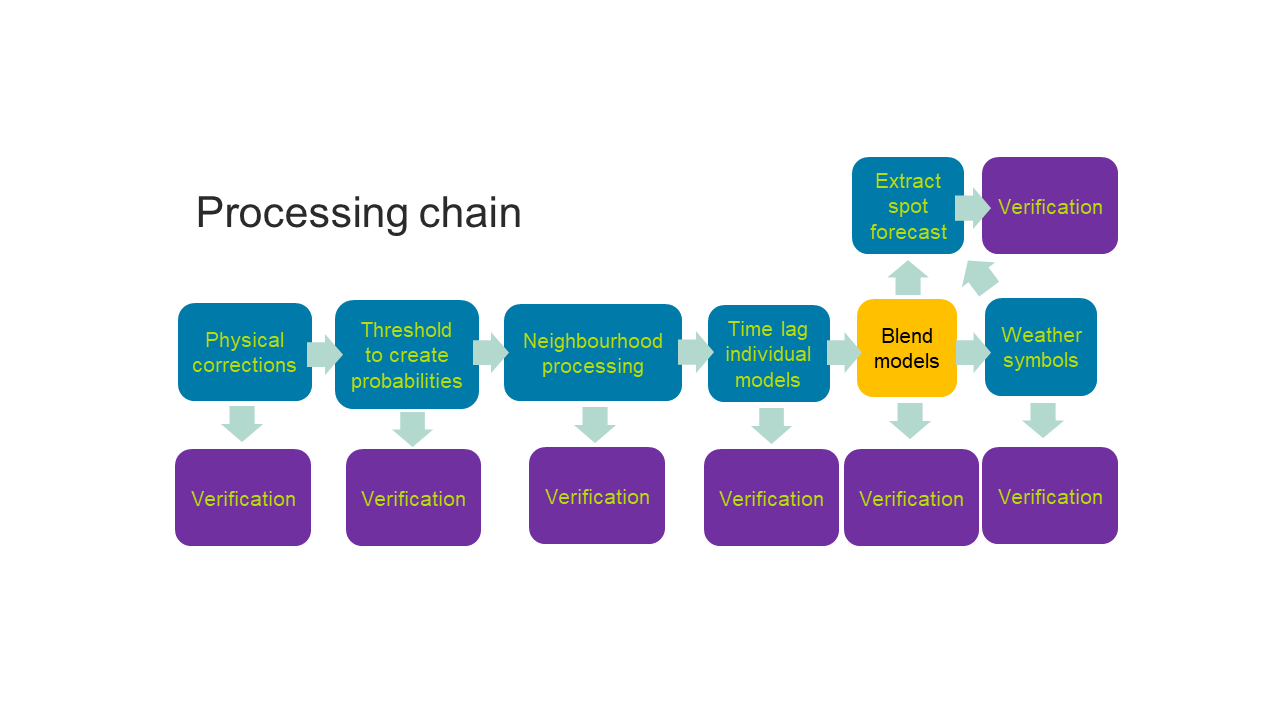 Processing chain
Extract
spot
forecast
Verification
Physical
corrections
Threshold
to create
probabilities
Neighbourhood
processing
Time lag
individual
models
Blend
models
Weather
symbols
Verification
Verification
Verification
Verification
Verification
Verification